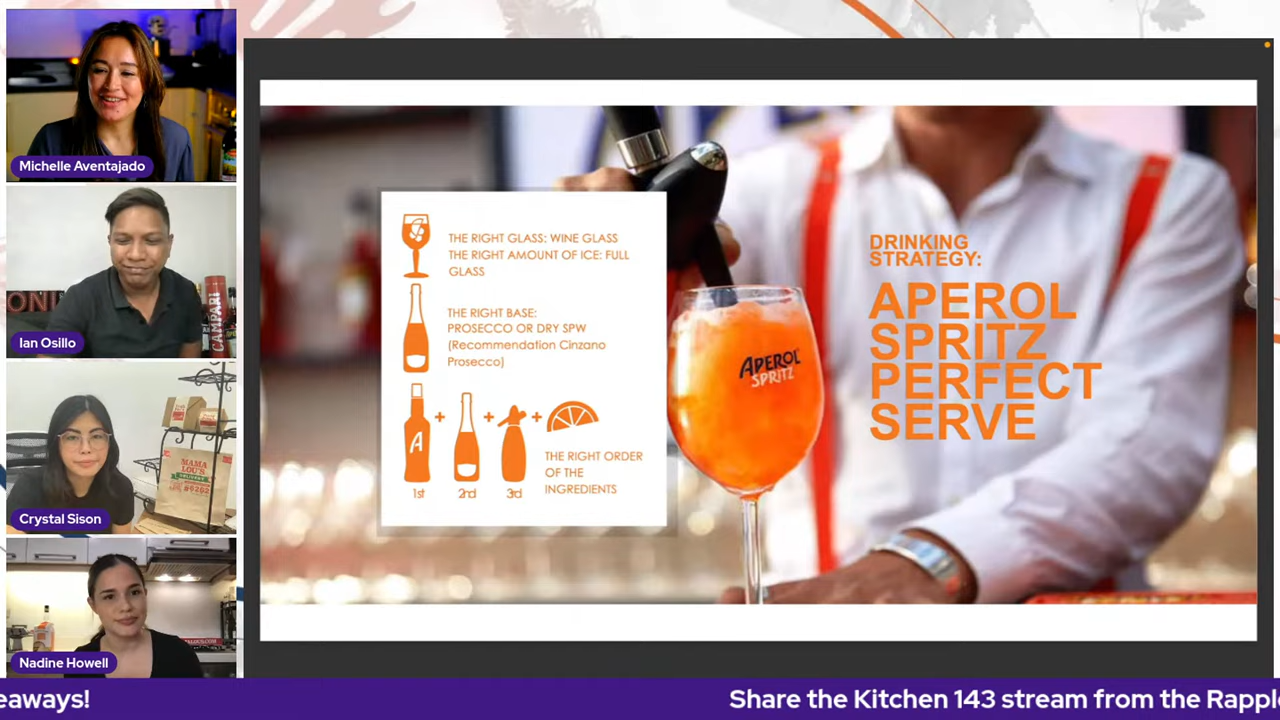 Michelle Aventajado
Ian Osillo
CAMPARI
Crystal Sison
MAMA
LOU'S
Nadine Howell
THE RIGHT GLASS: WINE GLASS
THE RIGHT AMOUNT OF ICE: FULL
GLASS
THE RIGHT BASE:
PROSECCO OR DRY SPW
(Recommendation Cinzano
Prosecco)
A
+ + +
1st 2nd 3rd
THE RIGHT ORDER
OF THE
INGREDIENTS
APEROL
SPRITZ
DRINKING
STRATEGY:
APEROL
SPRITZ
PERFECT
SERVE
eaways!
Share the Kitchen 143 stream from the Rapple